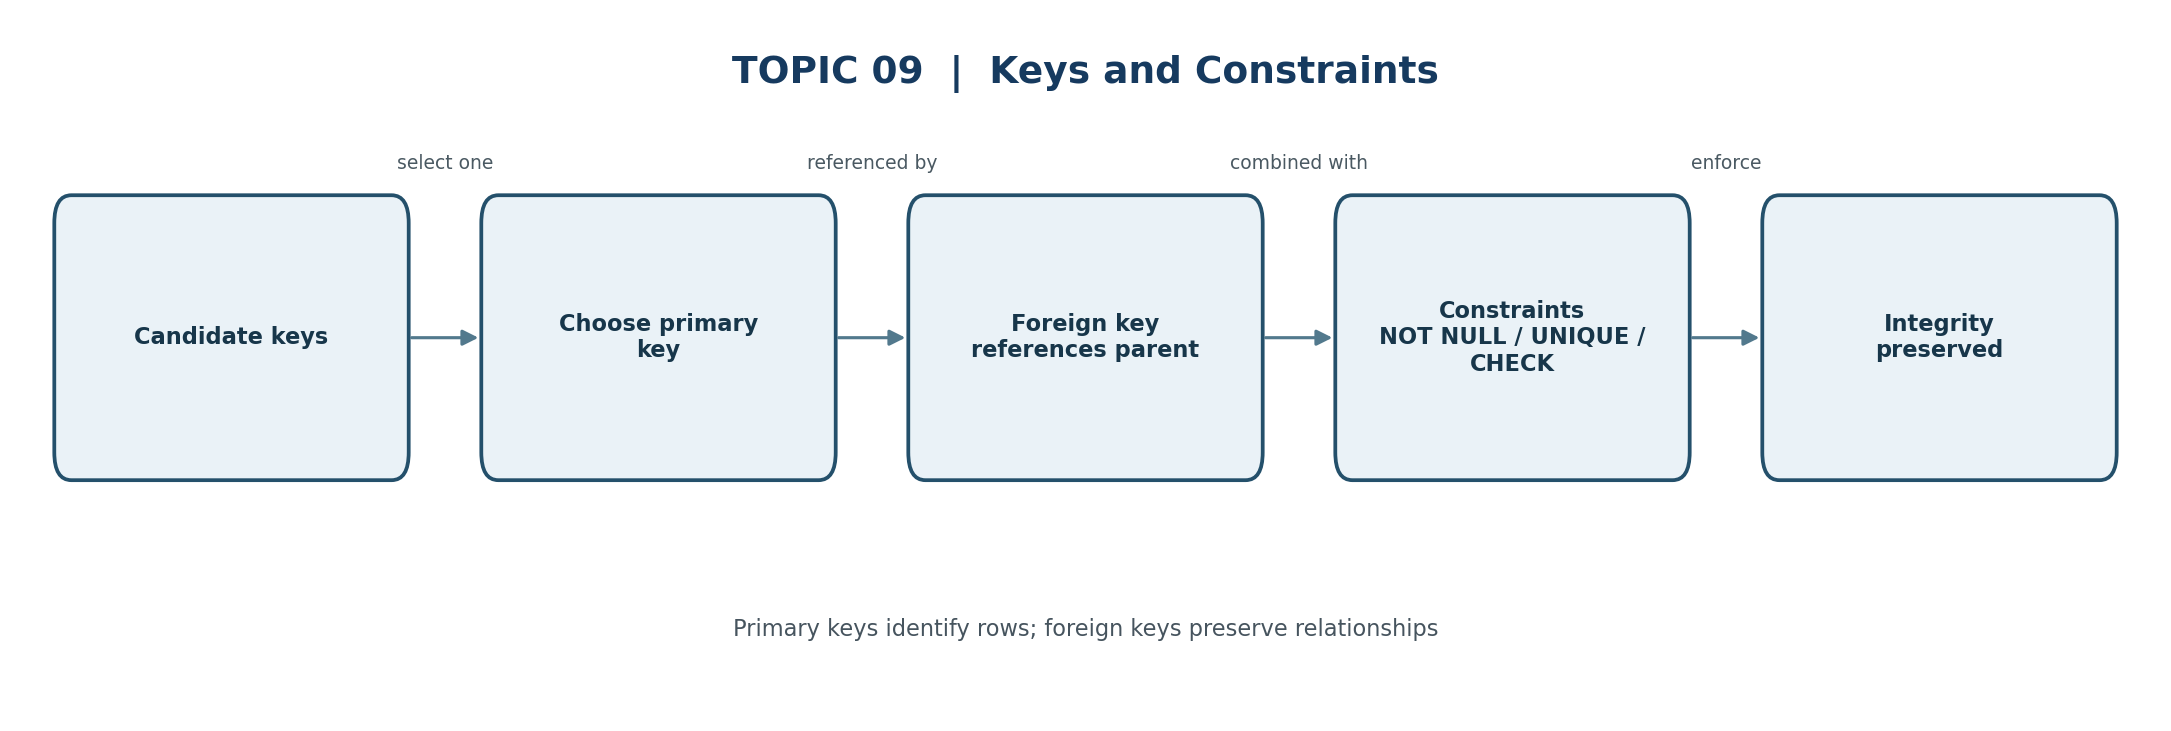 TOPIC 09 | Keys and Constraints
select one
referenced by
combined with
enforce
Candidate keys
Choose primary
key
Foreign key
references parent
Constraints
NOT NULL / UNIQUE /
CHECK
Integrity
preserved
Primary keys identify rows; foreign keys preserve relationships